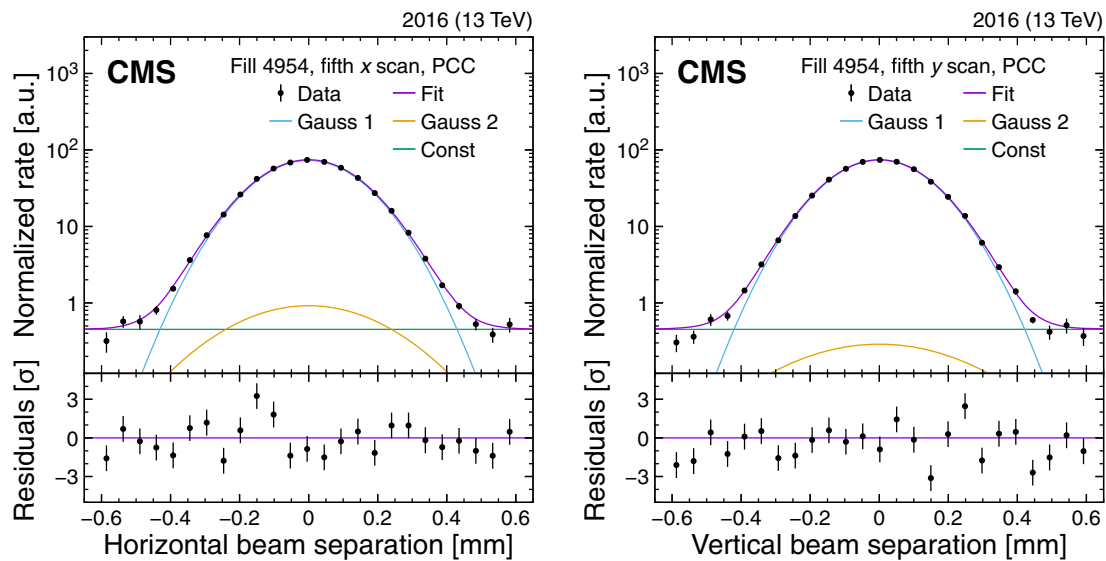 2016 (13 TeV)
CMS
Fill 4954, fifth x scan, PCC
Data
Fit
Gauss 1
Gauss 2
Const
Normalized rate [a.u.]
10³
10²
10
1
Residuals [σ]
3
0
−3
−0.6 −0.4 −0.2 0 0.2 0.4 0.6
Horizontal beam separation [mm]
2016 (13 TeV)
CMS
Fill 4954, fifth y scan, PCC
Data
Fit
Gauss 1
Gauss 2
Const
Normalized rate [a.u.]
10³
10²
10
1
Residuals [σ]
3
0
−3
−0.6 −0.4 −0.2 0 0.2 0.4 0.6
Vertical beam separation [mm]